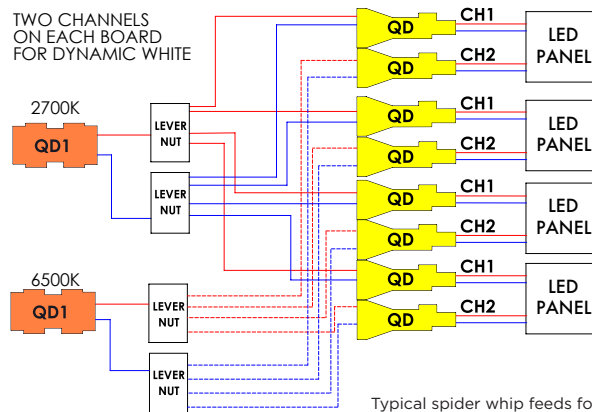 TWO CHANNELS
ON EACH BOARD
FOR DYNAMIC WHITE
2700K
QD1
LEVER
NUT
LEVER
NUT
6500K
QD1
LEVER
NUT
LEVER
NUT
QD
CH1
QD
CH2
LED
PANEL
QD
CH1
QD
CH2
LED
PANEL
QD
CH1
QD
CH2
LED
PANEL
QD
CH1
QD
CH2
LED
PANEL
Typical spider whip feeds fo